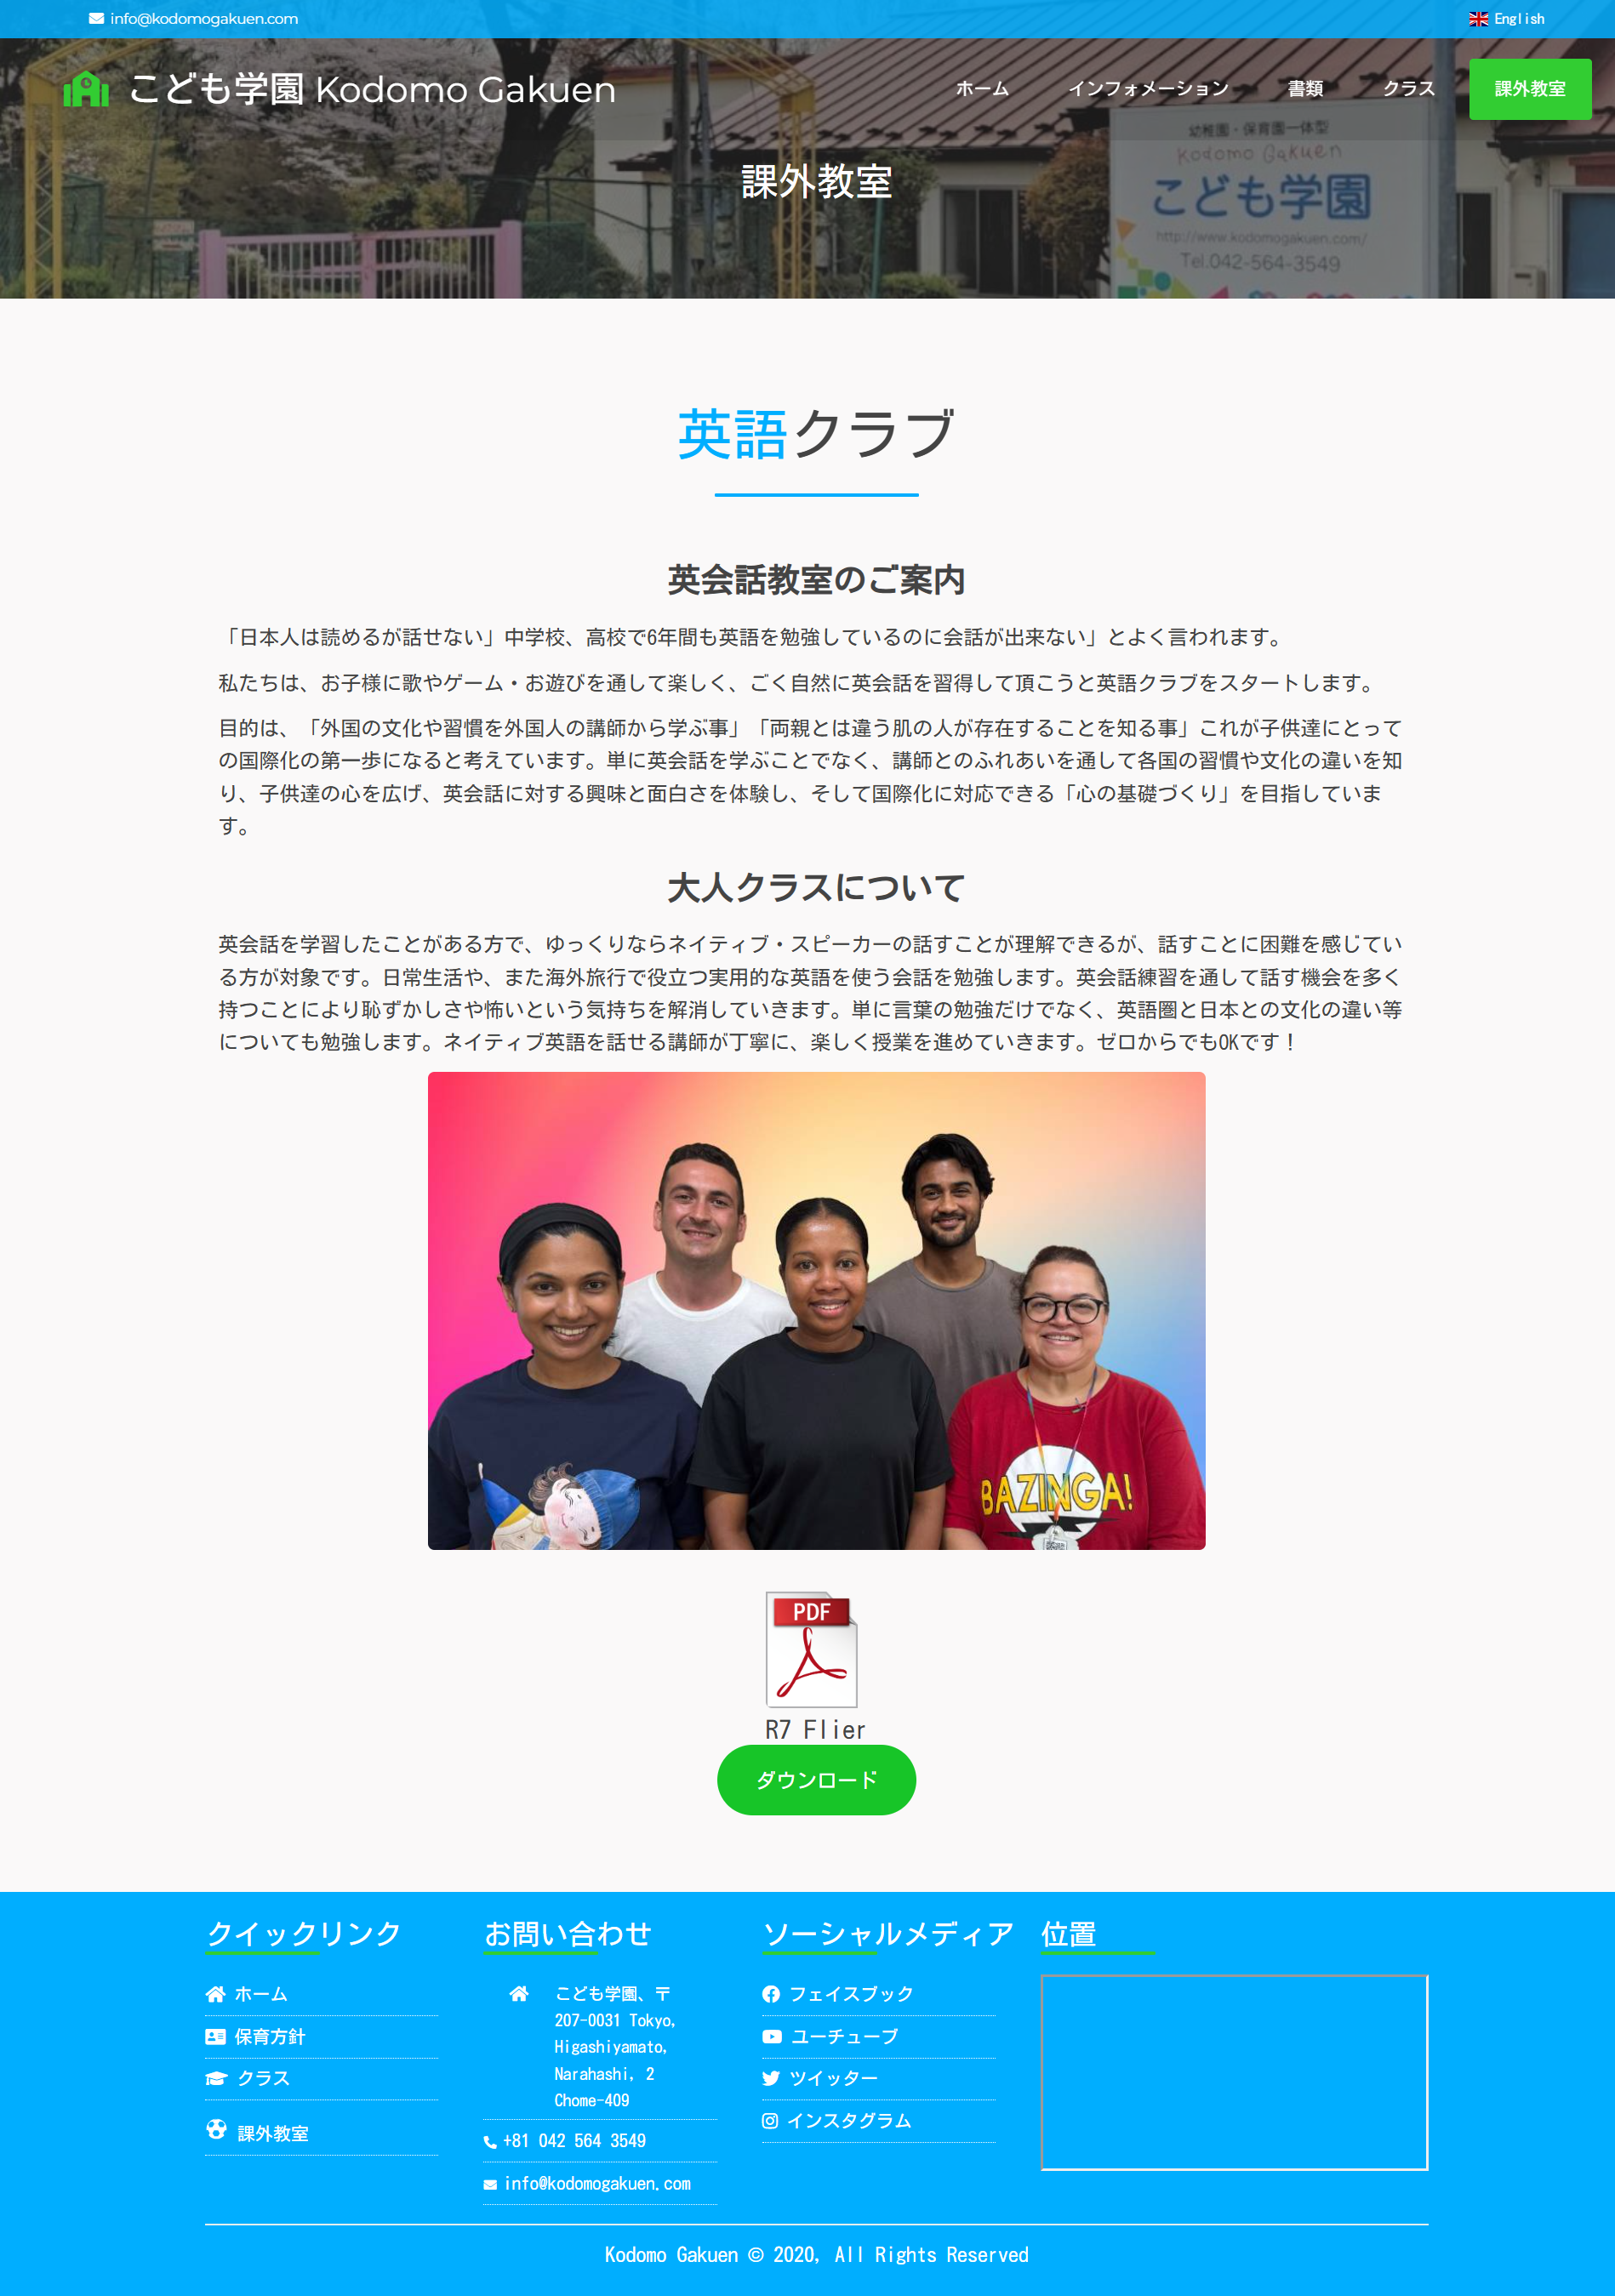 info@kodomogakuen.com
English
こども学園 Kodomo Gakuen
ホーム
インフォメーション
書類
クラス
課外教室
幼稚園・保育園一体型
Kodomo Gakuen
こども学園
http://www.kodomogakuen.com/
Tel.042-564-3549
課外教室
英語クラブ
英会話教室のご案内
「日本人は読めるが話せない」中学校、高校で6年間も英語を勉強しているのに会話が出来ない」とよく言われます。
私たちは、お子様に歌やゲーム・お遊びを通して楽しく、ごく自然に英会話を習得して頂こうと英語クラブをスタートします。
目的は、「外国の文化や習慣を外国人の講師から学ぶ事」「両親とは違う肌の人が存在することを知る事」これが子供達にとって
の国際化の第一歩になると考えています。単に英会話を学ぶことでなく、講師とのふれあいを通して各国の習慣や文化の違いを知
り、子供達の心を広げ、英会話に対する興味と面白さを体験し、そして国際化に対応できる「心の基礎づくり」を目指していま
す。
大人クラスについて
英会話を学習したことがある方で、ゆっくりならネイティブ・スピーカーの話すことが理解できるが、話すことに困難を感じてい
る方が対象です。日常生活や、また海外旅行で役立つ実用的な英語を使う会話を勉強します。英会話練習を通して話す機会を多く
持つことにより恥ずかしさや怖いという気持ちを解消していきます。単に言葉の勉強だけでなく、英語圏と日本との文化の違い等
についても勉強します。ネイティブ英語を話せる講師が丁寧に、楽しく授業を進めていきます。ゼロからでもOKです！
BAZINGA!
PDF
R7 Flier
ダウンロード
クイックリンク
ホーム
保育方針
クラス
課外教室
お問い合わせ
こども学園、〒
207-0031 Tokyo,
Higashiyamato,
Narahashi, 2
Chome-409
+81 042 564 3549
info@kodomogakuen.com
ソーシャルメディア
フェイスブック
ユーチューブ
ツイッター
インスタグラム
位置
Kodomo Gakuen © 2020, All Rights Reserved